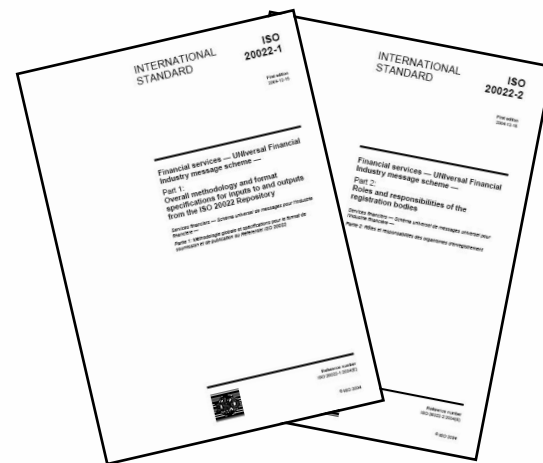 INTERNATIONAL
STANDARD
ISO
20022-1
First edition
2004-12-15
Financial services — UNIversal Financial
Industry message scheme —
Part 1:
Overall methodology and format
specifications for inputs to and outputs
from the ISO 20022 Repository
Services financiers — Schéma universel de messages pour l'industrie
financière —
Partie 1: Méthodologie globale et spécifications pour le format de
soumission et de publication du Référentiel ISO 20022
Reference number
ISO 20022-1:2004(E)
© ISO 2004
INTERNATIONAL
STANDARD
ISO
20022-2
First edition
2004-12-15
Financial services — UNIversal Financial
Industry message scheme —
Part 2:
Roles and responsibilities of the
registration bodies
Services financiers — Schéma de messages universel pour
l'industrie financière —
Partie 2: Rôles et responsabilités des organismes d'enregistrement
Reference number
ISO 20022-2:2004(E)
© ISO 2004